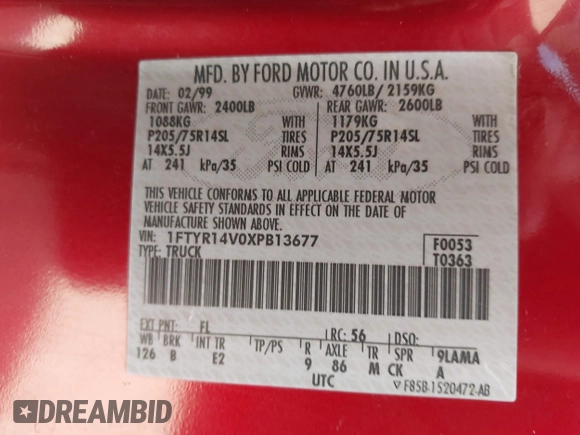 MFD. BY FORD MOTOR CO. IN U.S.A.
DATE: 02/99 GVWR: 4760LB/ 2159KG
FRONT GAWR: 2400LB REAR GAWR: 2600LB
1088KG WITH 1179KG WITH
P205/75R14SL TIRES P205/75R14SL TIRES
14X5.5J RIMS 14X5.5J RIMS
AT 241 kPa/35 PSI COLD AT 241 kPa/35 PSI COLD
THIS VEHICLE CONFORMS TO ALL APPLICABLE FEDERAL MOTOR
VEHICLE SAFETY STANDARDS IN EFFECT ON THE DATE OF
MANUFACTURE SHOWN ABOVE.
VIN: 1FTYR14V0XPB13677 F0053
TYPE: TRUCK T0363
EXT PNT: FL RC: 56 DSO:
WB BRK INT TR TP/PS R AXLE TR SPR 9LAMA
126 B E2 9 86 M CK A
UTC F85B-1520472-AB
DREAMBID